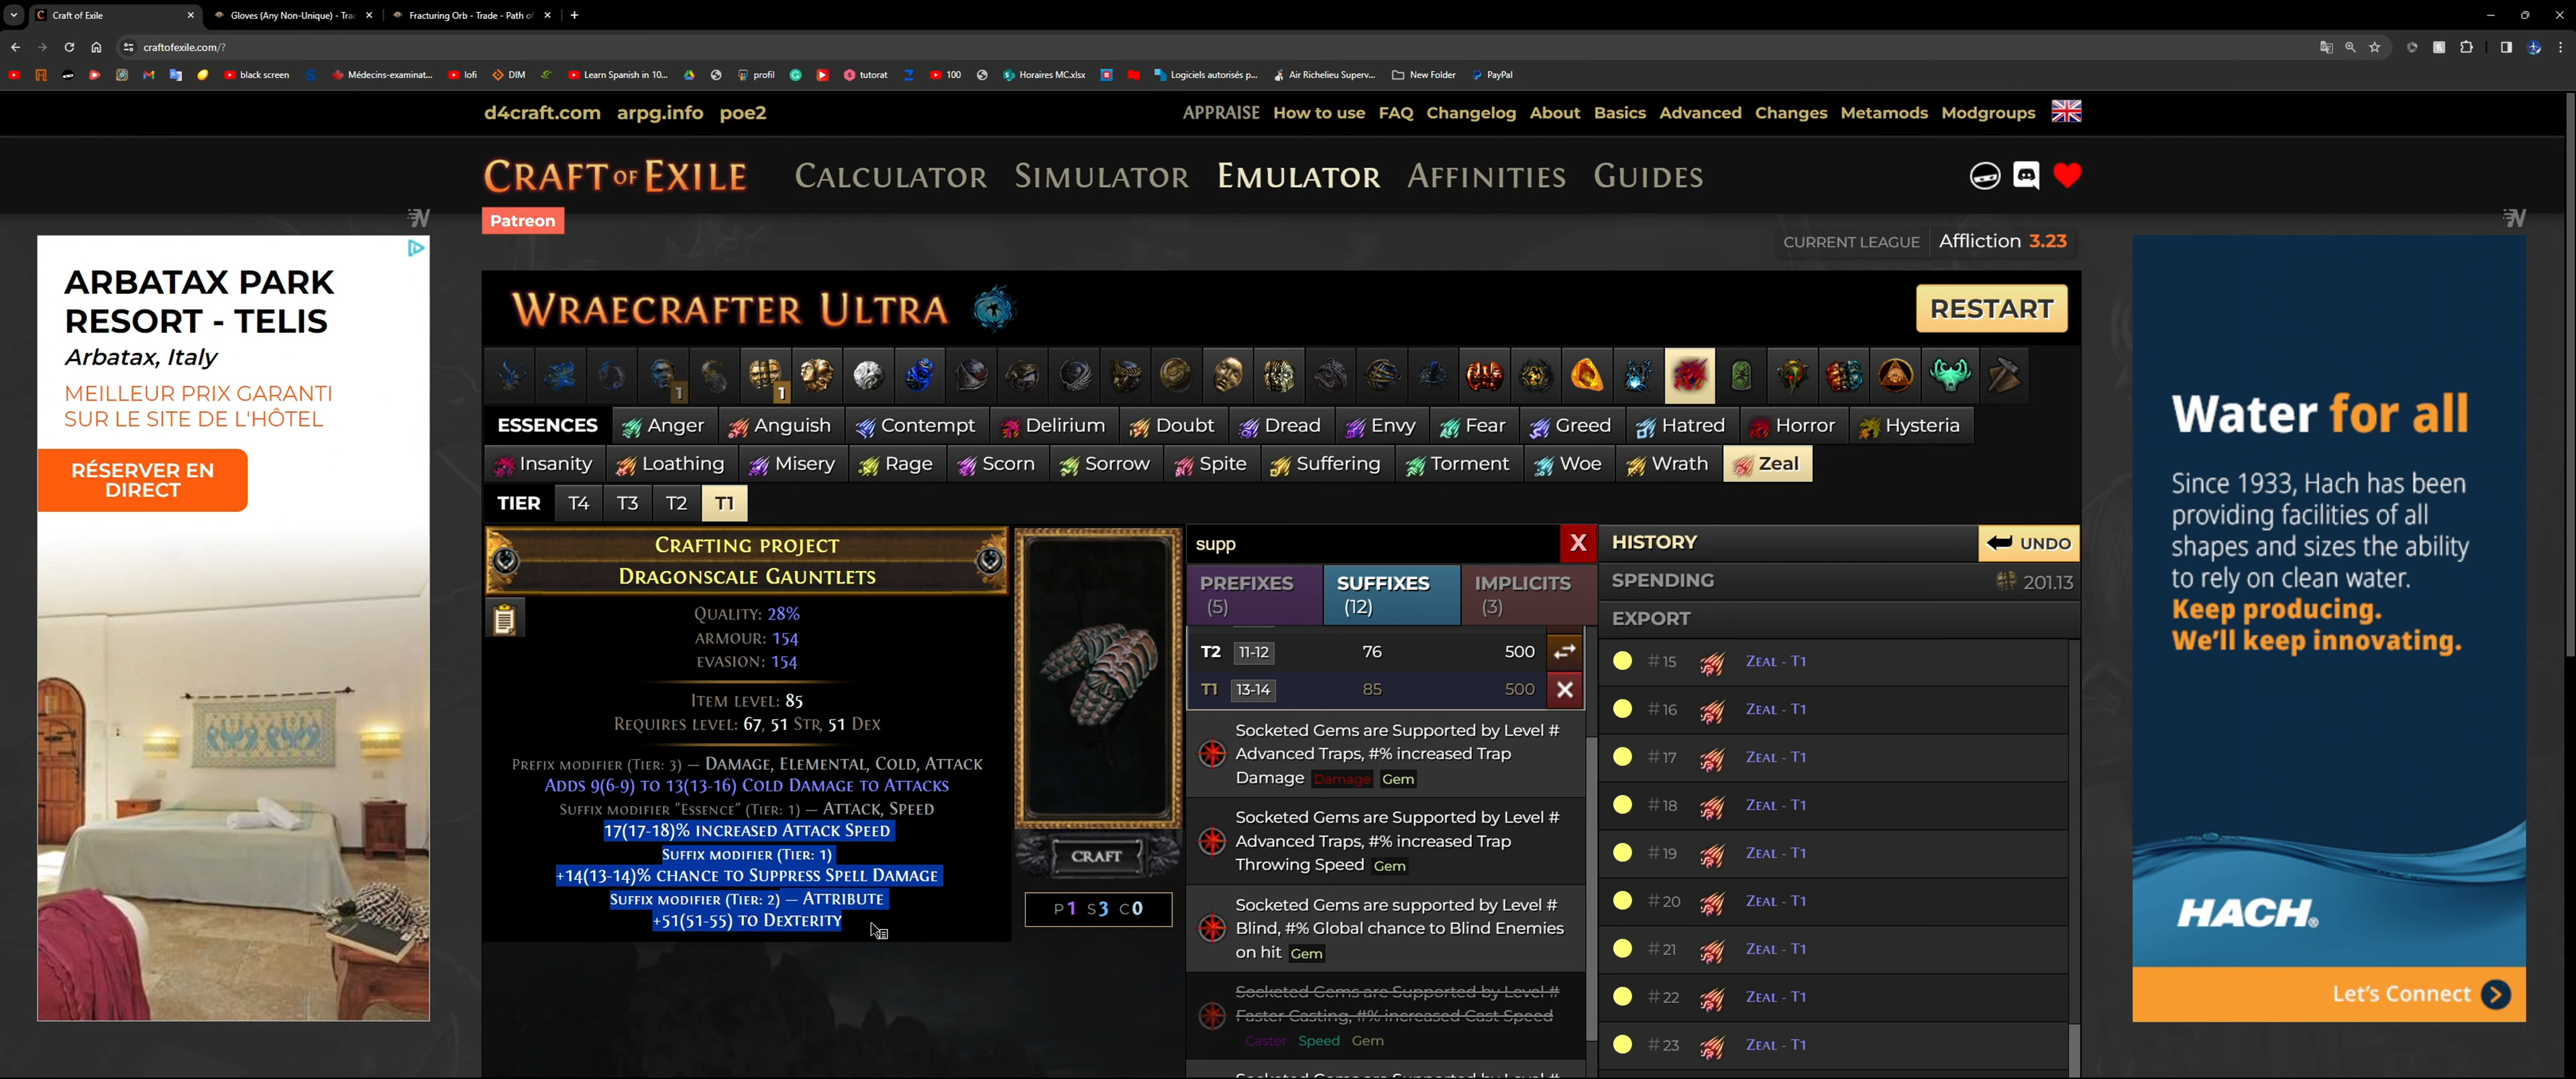 Craft of Exile
Gloves (Any Non-Unique) - Tra
Fracturing Orb - Trade - Path of
craftofexile.com/?
black screen
Médecins-examinat...
lofi
DIM
Learn Spanish in 10...
profil
tutorat
100
Horaires MC.xlsx
Logiciels autorisés p...
Air Richelieu Superv...
New Folder
PayPal
d4craft.com arpg.info poe2
APPRAISE How to use FAQ Changelog About Basics Advanced Changes Metamods Modgroups
CRAFT OF EXILE
CALCULATOR SIMULATOR EMULATOR AFFINITIES GUIDES
Patreon
CURRENT LEAGUE Affliction 3.23
ARBATAX PARK
RESORT - TELIS
Arbatax, Italy
MEILLEUR PRIX GARANTI
SUR LE SITE DE L'HÔTEL
RÉSERVER EN
DIRECT
WRAECRAFTER ULTRA
RESTART
1
1
ESSENCES Anger Anguish Contempt Delirium Doubt Dread Envy Fear Greed Hatred Horror Hysteria
Insanity Loathing Misery Rage Scorn Sorrow Spite Suffering Torment Woe Wrath Zeal
TIER T4 T3 T2 T1
CRAFTING PROJECT
DRAGONSCALE GAUNTLETS
QUALITY: 28%
ARMOUR: 154
EVASION: 154
ITEM LEVEL: 85
REQUIRES LEVEL: 67, 51 STR, 51 DEX
PREFIX MODIFIER (TIER: 3) — DAMAGE, ELEMENTAL, COLD, ATTACK
ADDS 9(6-9) TO 13(13-16) COLD DAMAGE TO ATTACKS
SUFFIX MODIFIER "ESSENCE" (TIER: 1) — ATTACK, SPEED
17(17-18)% INCREASED ATTACK SPEED
SUFFIX MODIFIER (TIER: 1)
+14(13-14)% CHANCE TO SUPPRESS SPELL DAMAGE
SUFFIX MODIFIER (TIER: 2) — ATTRIBUTE
+51(51-55) TO DEXTERITY
CRAFT
P1 S3 C0
supp
X
PREFIXES
(5)
SUFFIXES
(12)
IMPLICITS
(3)
T2 11-12 76 500
T1 13-14 85 500
Socketed Gems are Supported by Level #
Advanced Traps, #% increased Trap
Damage Damage Gem
Socketed Gems are Supported by Level #
Advanced Traps, #% increased Trap
Throwing Speed Gem
Socketed Gems are supported by Level #
Blind, #% Global chance to Blind Enemies
on hit Gem
Socketed Gems are Supported by Level #
Faster Casting, #% increased Cast Speed
Caster Speed Gem
Socketed Gems are Supported by Level #
HISTORY
UNDO
SPENDING
201.13
EXPORT
#15 ZEAL - T1
#16 ZEAL - T1
#17 ZEAL - T1
#18 ZEAL - T1
#19 ZEAL - T1
#20 ZEAL - T1
#21 ZEAL - T1
#22 ZEAL - T1
#23 ZEAL - T1
Water for all
Since 1933, Hach has been
providing facilities of all
shapes and sizes the ability
to rely on clean water.
Keep producing.
We'll keep innovating.
HACH®
Let's Connect